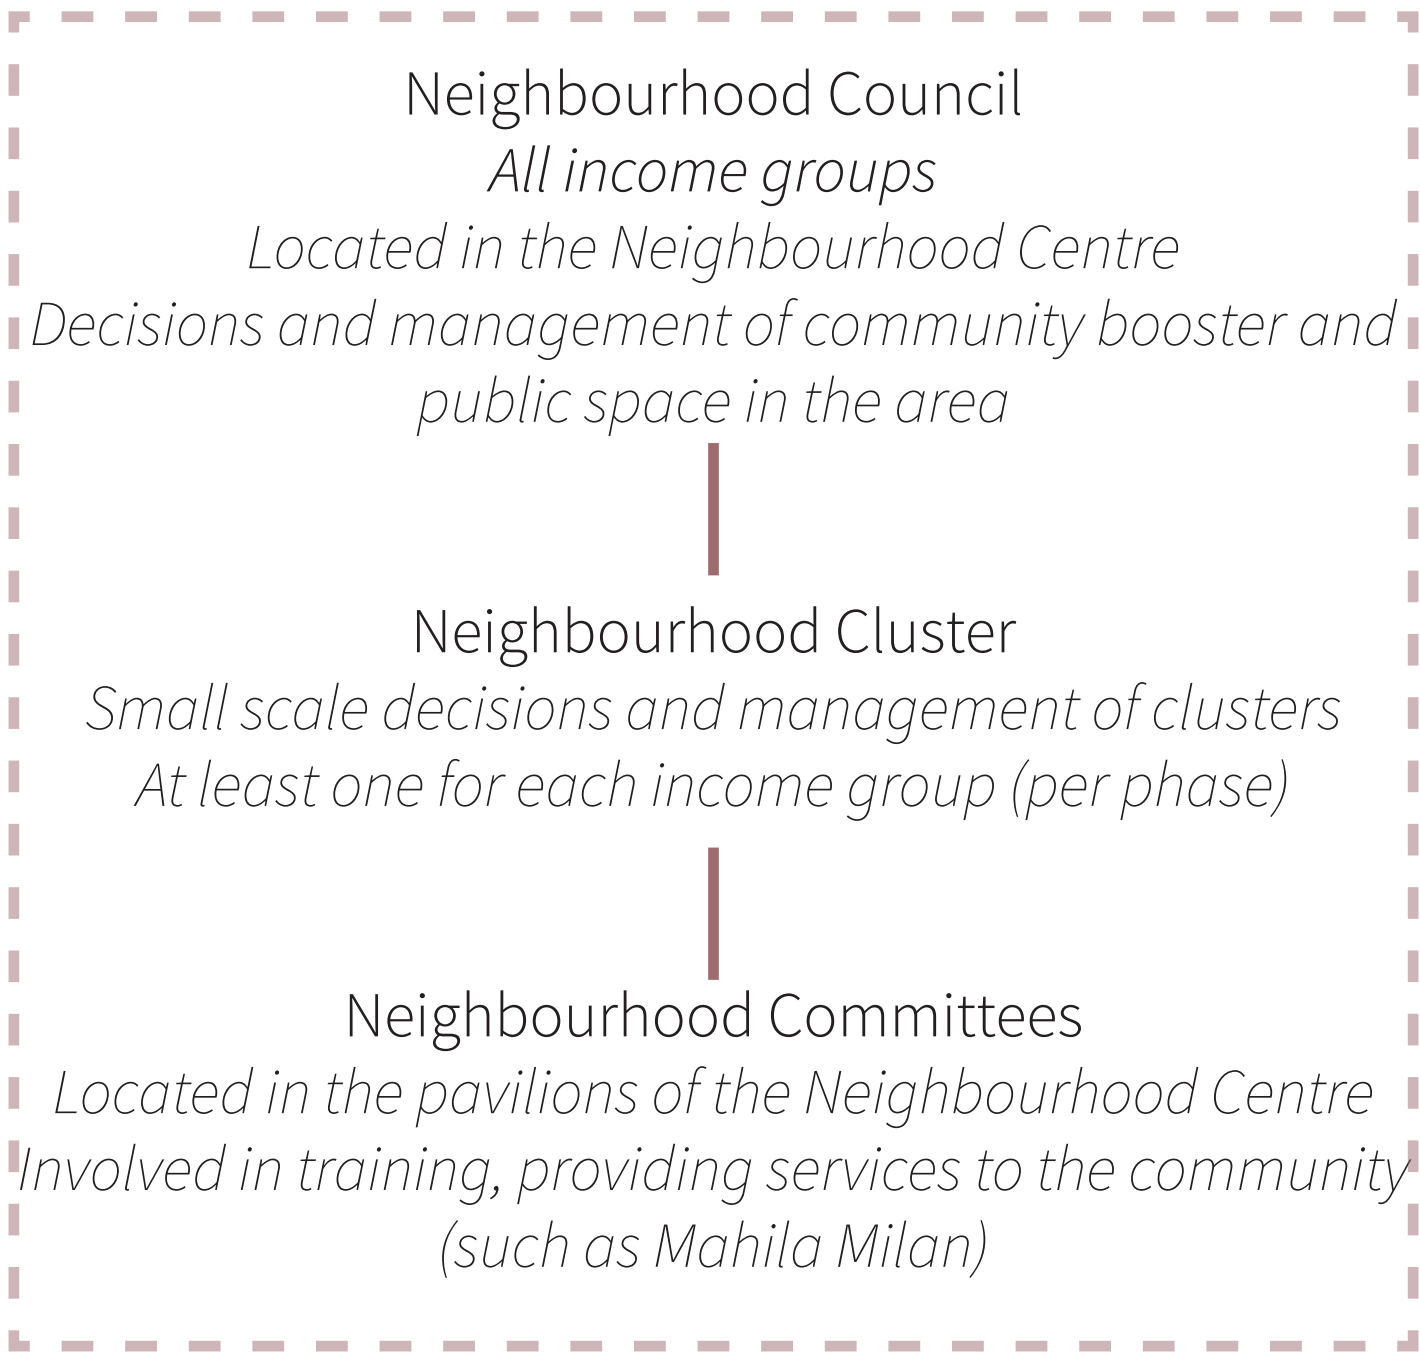 Neighbourhood Council
All income groups
Located in the Neighbourhood Centre
Decisions and management of community booster and
public space in the area
Neighbourhood Cluster
Small scale decisions and management of clusters
At least one for each income group (per phase)
Neighbourhood Committees
Located in the pavilions of the Neighbourhood Centre
Involved in training, providing services to the community
(such as Mahila Milan)